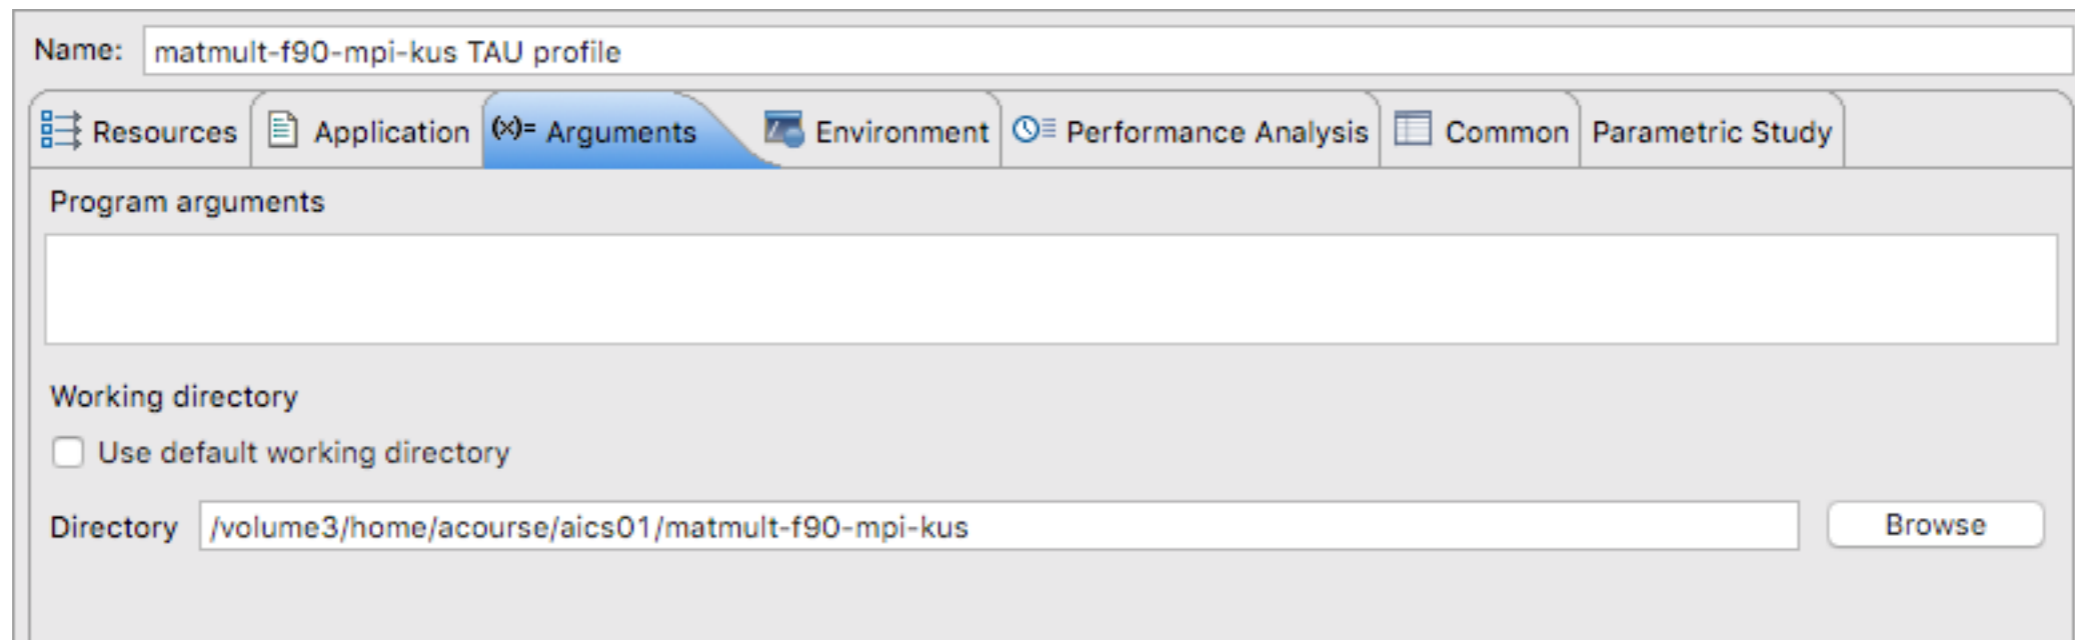 Name: matmult-f90-mpi-kus TAU profile
Resources Application (x)= Arguments Environment Performance Analysis Common Parametric Study
Program arguments
Working directory
Use default working directory
Directory /volume3/home/acourse/aics01/matmult-f90-mpi-kus Browse